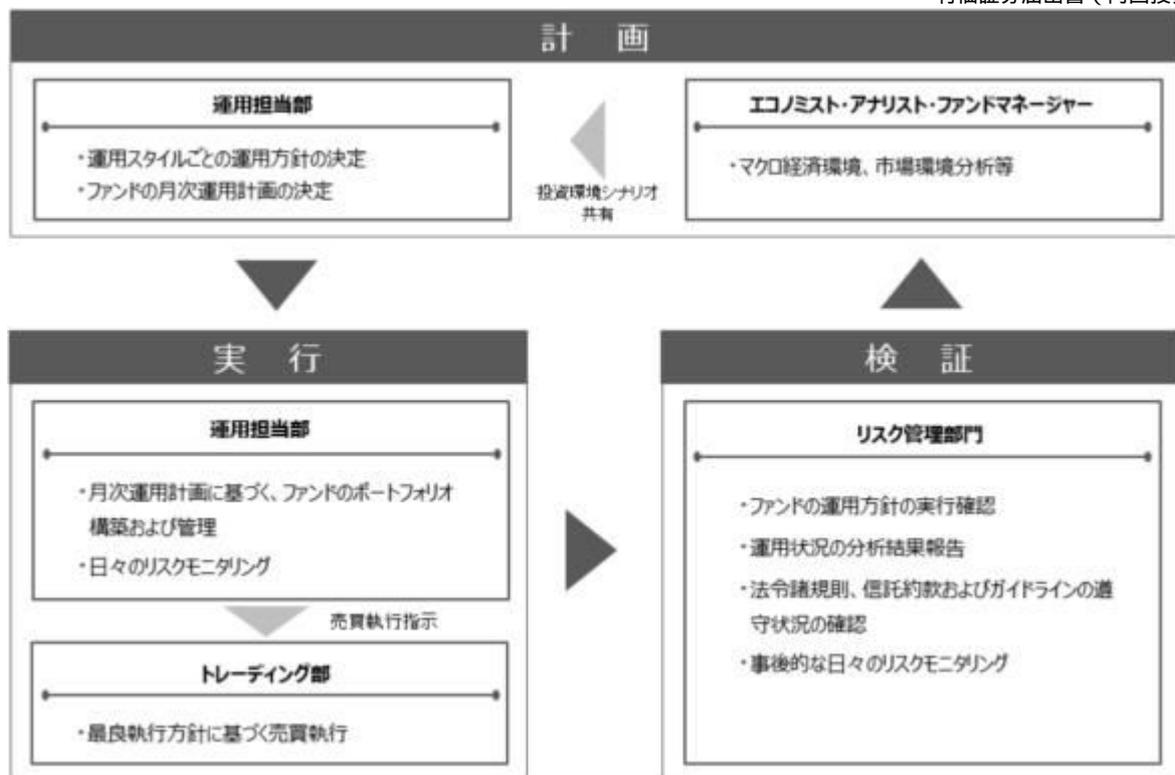 計 画
運用担当部
・運用スタイルごとの運用方針の決定
・ファンドの月次運用計画の決定
投資環境シナリオ
共有
エコノミスト・アナリスト・ファンドマネージャー
・マクロ経済環境、市場環境分析等
実 行
運用担当部
・月次運用計画に基づく、ファンドのポートフォリオ
構築および管理
・日々のリスクモニタリング
売買執行指示
トレーディング部
・最良執行方針に基づく売買執行
検 証
リスク管理部門
・ファンドの運用方針の実行確認
・運用状況の分析結果報告
・法令諸規則、信託約款およびガイドラインの遵
守状況の確認
・事後的な日々のリスクモニタリング